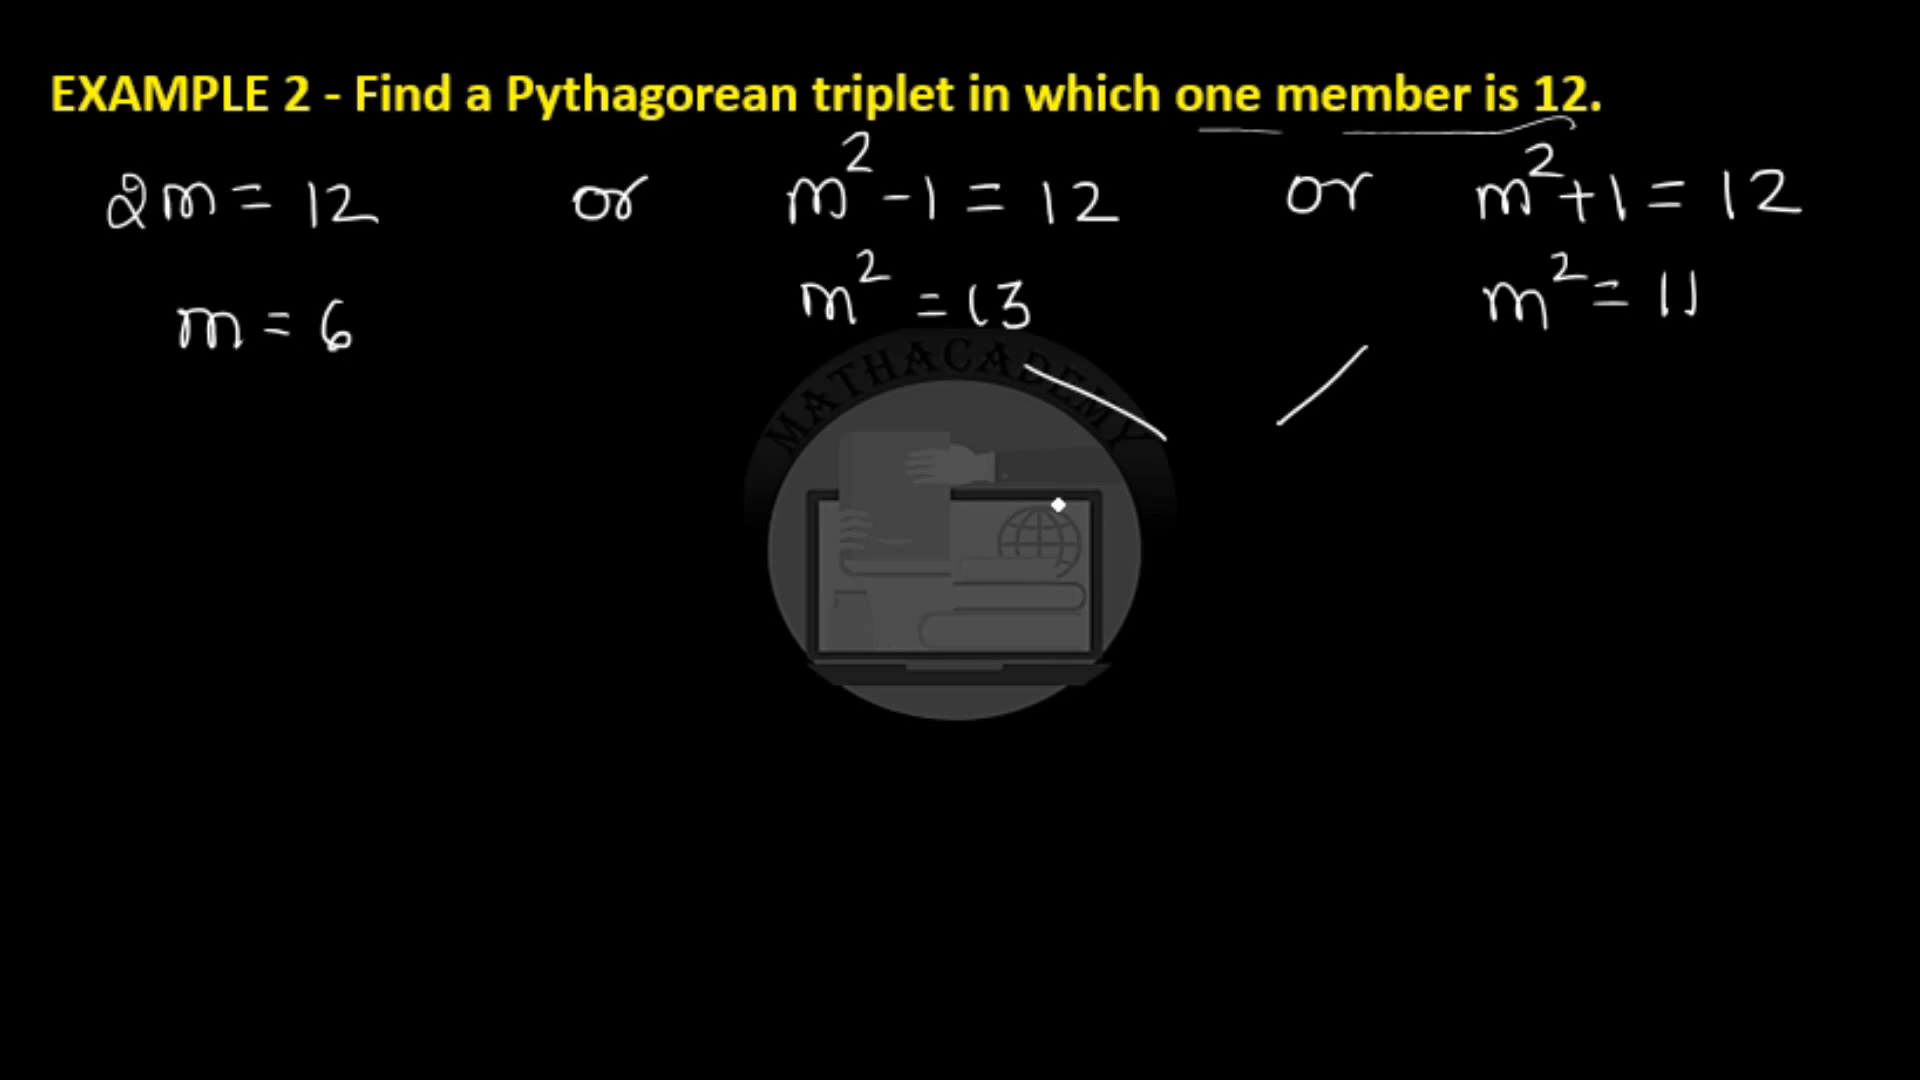 EXAMPLE 2 - Find a Pythagorean triplet in which one member is 12.
2m = 12 or m² - 1 = 12 or m² + 1 = 12
m = 6 m² = 13 m² = 11
MATHACADEMY